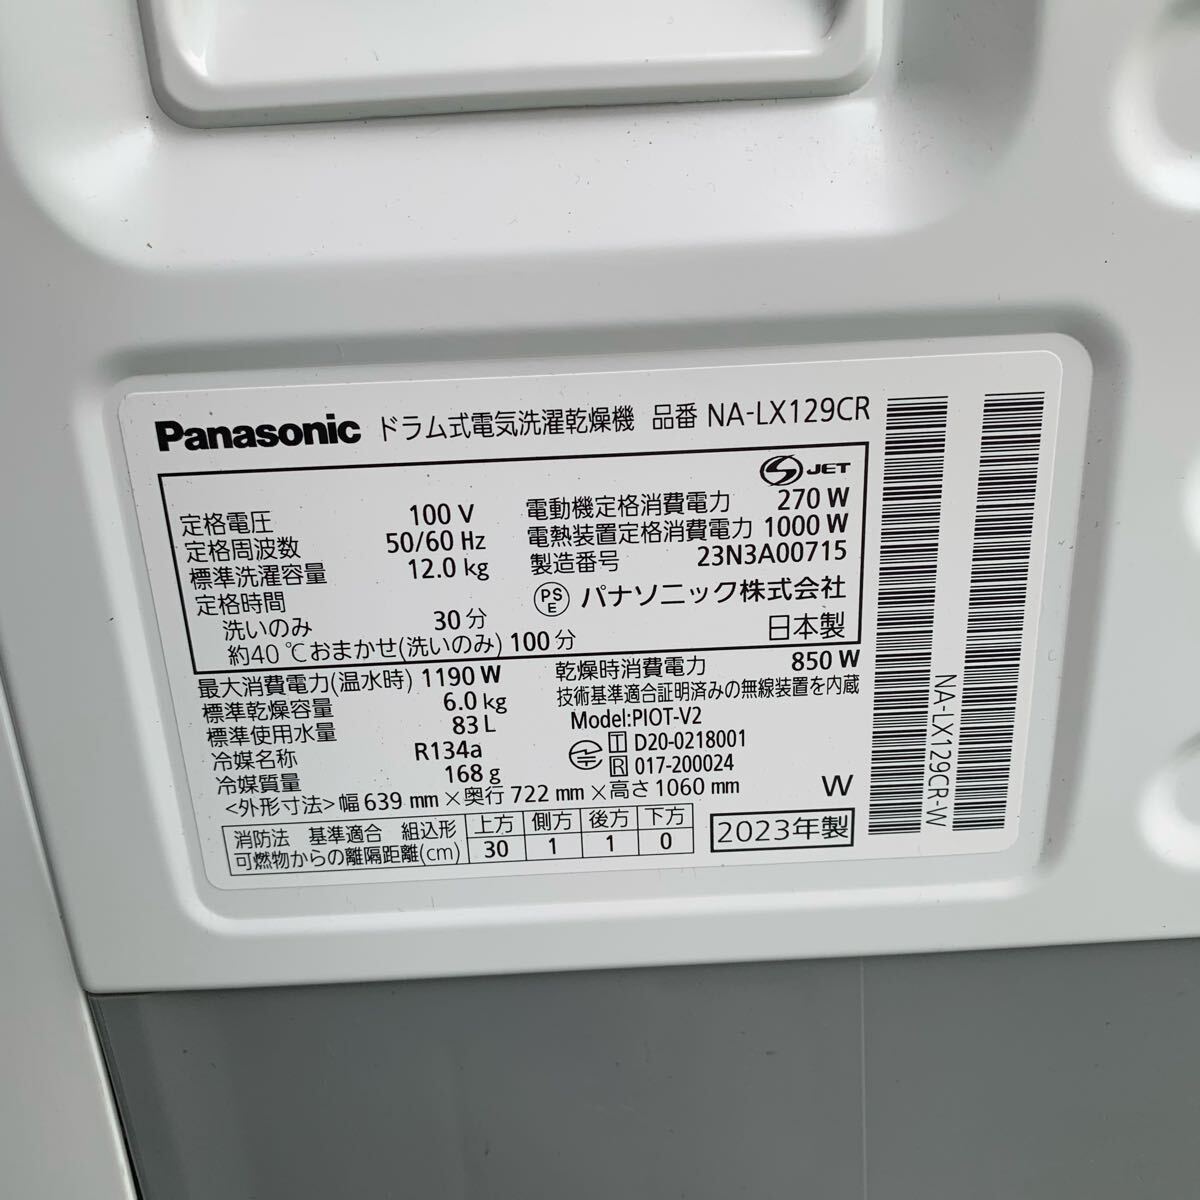 Panasonic ドラム式電気洗濯乾燥機 品番 NA-LX129CR
JET
定格電圧 100 V
定格周波数 50/60 Hz
標準洗濯容量 12.0 kg
定格時間
洗いのみ 30 分
約40 ℃おまかせ(洗いのみ) 100 分
電動機定格消費電力 270 W
電熱装置定格消費電力 1000 W
製造番号 23N3A00715
PS E パナソニック株式会社
日本製
最大消費電力(温水時) 1190 W
標準乾燥容量 6.0 kg
標準使用水量 83 L
冷媒名称 R134a
冷媒質量 168 g
乾燥時消費電力 850 W
技術基準適合証明済みの無線装置を内蔵
Model:PIOT-V2
T D20-0218001
R 017-200024
<外形寸法>幅 639 mm × 奥行 722 mm × 高さ 1060 mm
W
消防法 基準適合 組込形 上方 側方 後方 下方
可燃物からの離隔距離(cm) 30 1 1 0
2023年製
NA-LX129CR-W